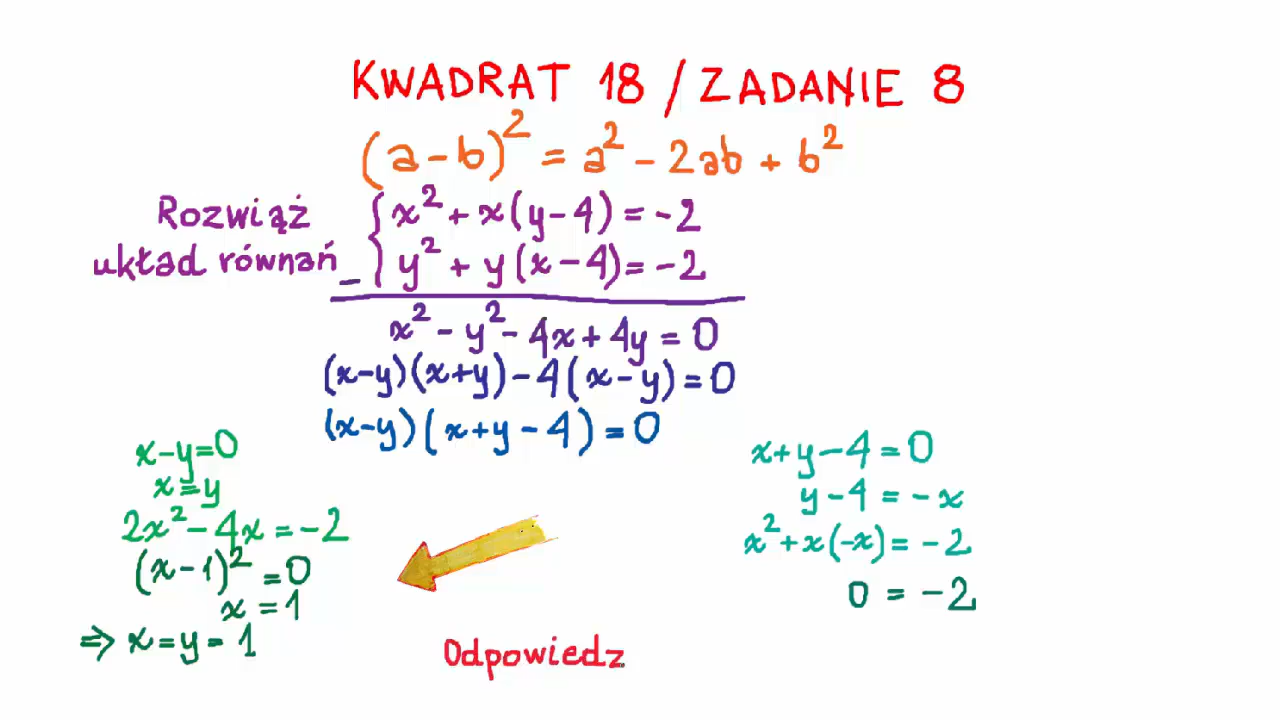 KWADRAT 18 / ZADANIE 8
(a-b)² = a² - 2ab + b²
Rozwiąż układ równań
x² + x(y-4) = -2
y² + y(x-4) = -2
x² - y² - 4x + 4y = 0
(x-y)(x+y) - 4(x-y) = 0
(x-y)(x+y-4) = 0
x-y=0
x=y
2x² - 4x = -2
(x-1)² = 0
x = 1
⇒ x=y=1
x+y-4=0
y-4 = -x
x² + x(-x) = -2
0 = -2
Odpowiedz